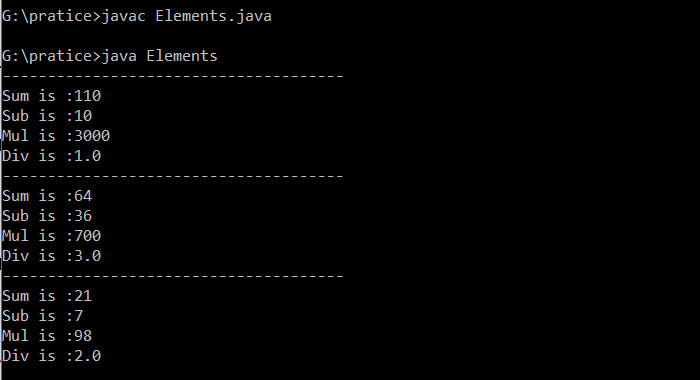 G:\pratice>javac Elements.java
G:\pratice>java Elements
--------------------------------------
Sum is :110
Sub is :10
Mul is :3000
Div is :1.0
--------------------------------------
Sum is :64
Sub is :36
Mul is :700
Div is :3.0
--------------------------------------
Sum is :21
Sub is :7
Mul is :98
Div is :2.0